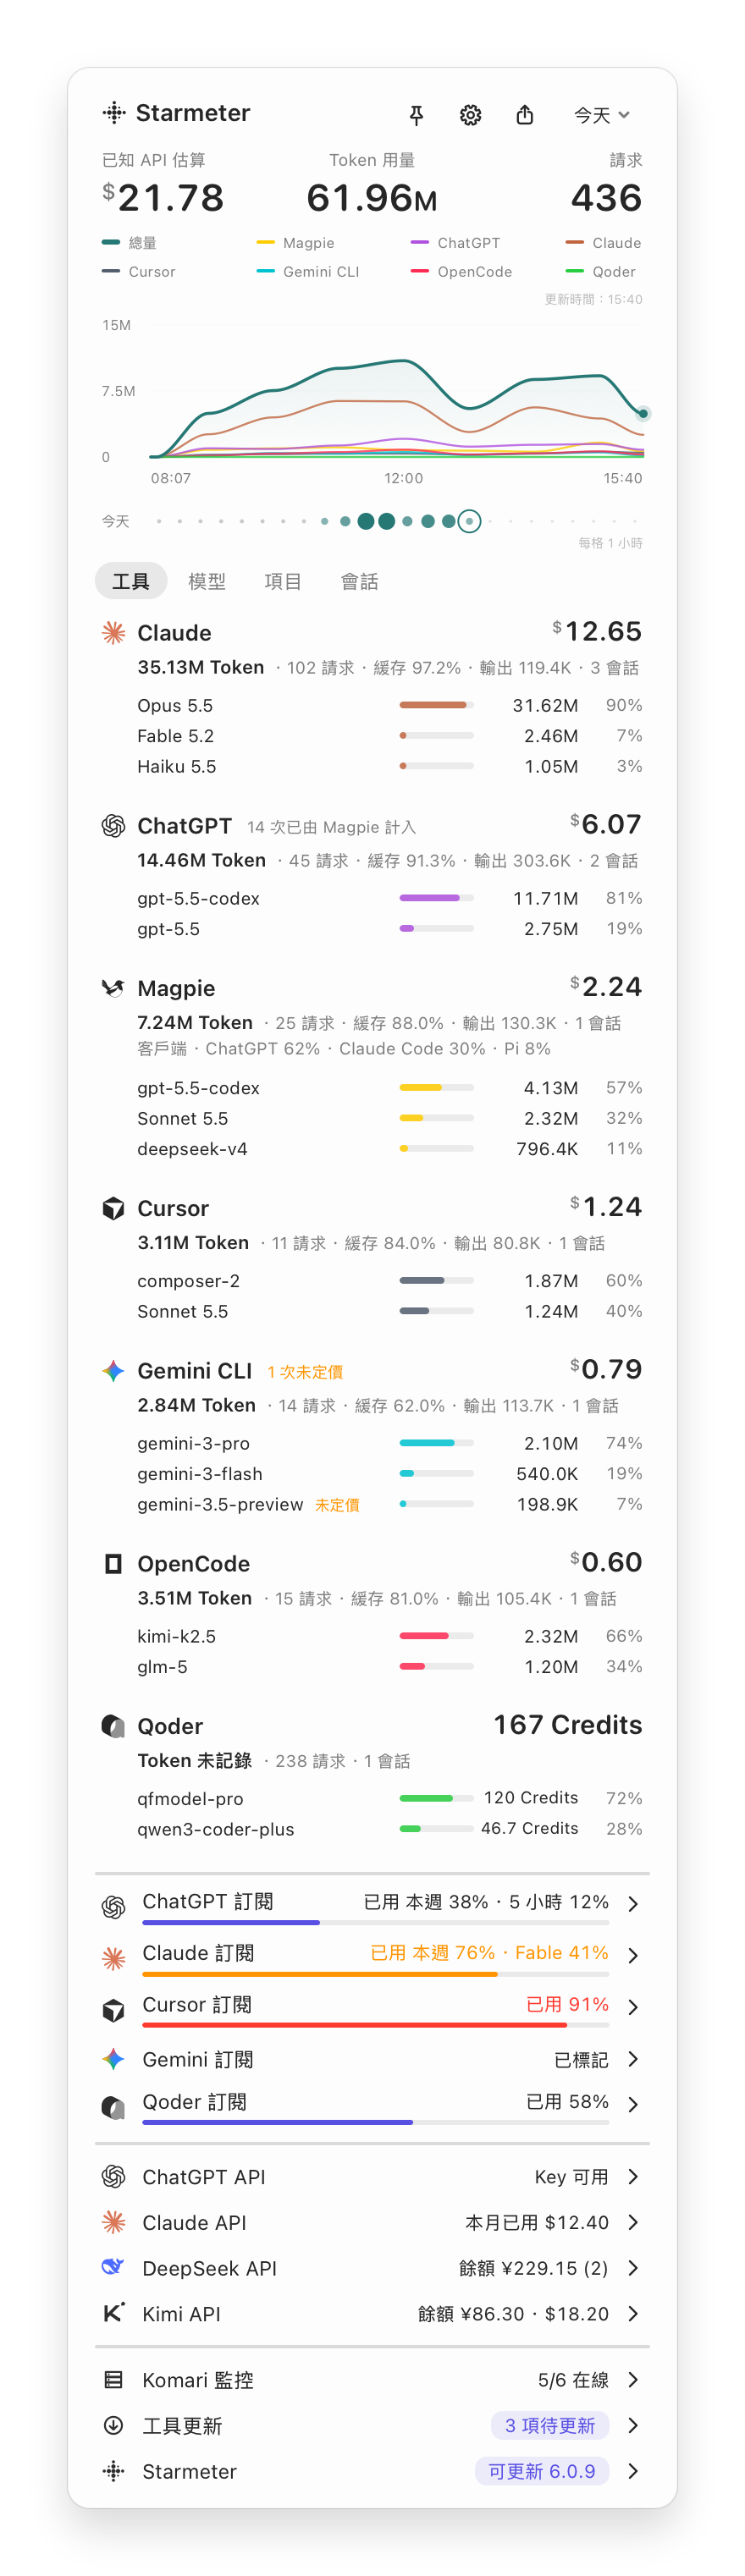 Starmeter 今天
已知 API 估算 Token 用量 請求
$21.78 61.96M 436
總量 Magpie ChatGPT Claude
Cursor Gemini CLI OpenCode Qoder
更新時間：15:40
15M
7.5M
0
08:07 12:00 15:40
今天
每格 1 小時
工具 模型 項目 會話
Claude $12.65
35.13M Token · 102 請求 · 緩存 97.2% · 輸出 119.4K · 3 會話
Opus 5.5 31.62M 90%
Fable 5.2 2.46M 7%
Haiku 5.5 1.05M 3%
ChatGPT 14 次已由 Magpie 計入 $6.07
14.46M Token · 45 請求 · 緩存 91.3% · 輸出 303.6K · 2 會話
gpt-5.5-codex 11.71M 81%
gpt-5.5 2.75M 19%
Magpie $2.24
7.24M Token · 25 請求 · 緩存 88.0% · 輸出 130.3K · 1 會話
客戶端 · ChatGPT 62% · Claude Code 30% · Pi 8%
gpt-5.5-codex 4.13M 57%
Sonnet 5.5 2.32M 32%
deepseek-v4 796.4K 11%
Cursor $1.24
3.11M Token · 11 請求 · 緩存 84.0% · 輸出 80.8K · 1 會話
composer-2 1.87M 60%
Sonnet 5.5 1.24M 40%
Gemini CLI 1 次未定價 $0.79
2.84M Token · 14 請求 · 緩存 62.0% · 輸出 113.7K · 1 會話
gemini-3-pro 2.10M 74%
gemini-3-flash 540.0K 19%
gemini-3.5-preview 未定價 198.9K 7%
OpenCode $0.60
3.51M Token · 15 請求 · 緩存 81.0% · 輸出 105.4K · 1 會話
kimi-k2.5 2.32M 66%
glm-5 1.20M 34%
Qoder 167 Credits
Token 未記錄 · 238 請求 · 1 會話
qfmodel-pro 120 Credits 72%
qwen3-coder-plus 46.7 Credits 28%
ChatGPT 訂閱 已用 本週 38% · 5 小時 12%
Claude 訂閱 已用 本週 76% · Fable 41%
Cursor 訂閱 已用 91%
Gemini 訂閱 已標記
Qoder 訂閱 已用 58%
ChatGPT API Key 可用
Claude API 本月已用 $12.40
DeepSeek API 餘額 ¥229.15 (2)
Kimi API 餘額 ¥86.30 · $18.20
Komari 監控 5/6 在線
工具更新 3 項待更新
Starmeter 可更新 6.0.9